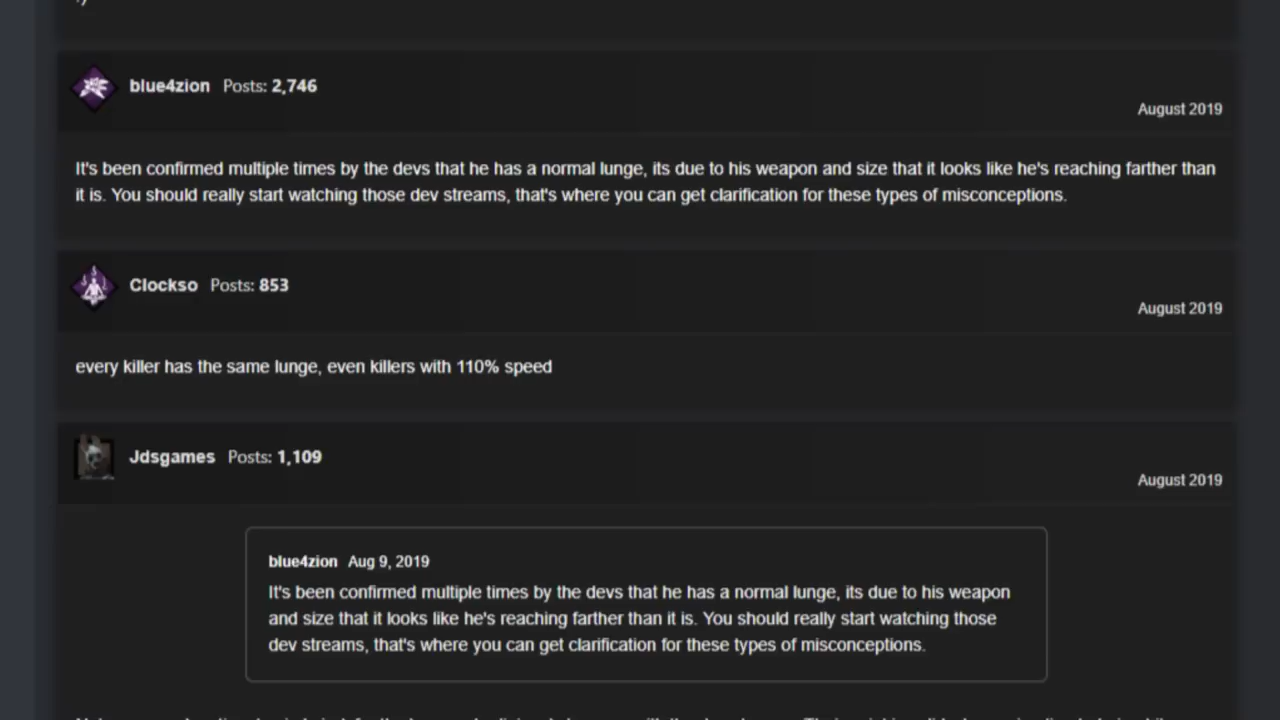 blue4zion Posts: 2,746
August 2019
It's been confirmed multiple times by the devs that he has a normal lunge, its due to his weapon and size that it looks like he's reaching farther than
it is. You should really start watching those dev streams, that's where you can get clarification for these types of misconceptions.
Clockso Posts: 853
August 2019
every killer has the same lunge, even killers with 110% speed
Jdsgames Posts: 1,109
August 2019
blue4zion Aug 9, 2019
It's been confirmed multiple times by the devs that he has a normal lunge, its due to his weapon
and size that it looks like he's reaching farther than it is. You should really start watching those
dev streams, that's where you can get clarification for these types of misconceptions.